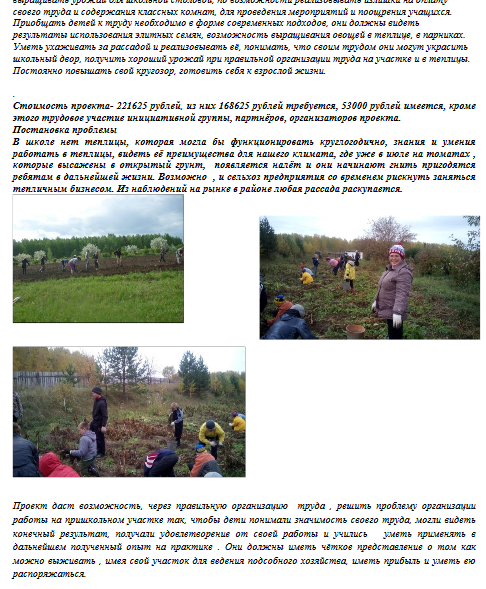 выращивать урожай для школьной столовой, по возможности реализовывать излишки на оплату
своего труда и содержания классных комнат, для проведения мероприятий и поощрения учащихся.
Приобщать детей к труду необходимо в форме современных подходов, они должны видеть
результаты использования элитных семян, возможность выращивания овощей в теплице, в парниках.
Уметь ухаживать за рассадой и реализовывать её, понимать, что своим трудом они могут украсить
школьный двор, получить хороший урожай при правильной организации труда на участке и в теплицы.
Постоянно повышать свой кругозор, готовить себя к взрослой жизни.
.
Стоимость проекта- 221625 рублей, из них 168625 рублей требуется, 53000 рублей имеется, кроме
этого трудовое участие инициативной группы, партнёров, организаторов проекта.
Постановка проблемы
В школе нет теплицы, которая могла бы функционировать круглогодично, знания и умения
работать в теплицы, видеть её преимущества для нашего климата, где уже в июле на томатах ,
которые высажены в открытый грунт, появляется налёт и они начинают гнить пригодятся
ребятам в дальнейшей жизни. Возможно , и сельхоз предприятия со временем рискнуть заняться
тепличным бизнесом. Из наблюдений на рынке в районе любая рассада раскупается.
Проект даст возможность, через правильную организацию труда , решить проблему организации
работы на пришкольном участке так, чтобы дети понимали значимость своего труда, могли видеть
конечный результат, получали удовлетворение от своей работы и учились уметь применять в
дальнейшем полученный опыт на практике . Они должны иметь чёткое представление о том как
можно выживать , имея свой участок для ведения подсобного хозяйства, иметь прибыль и уметь ею
распоряжаться.